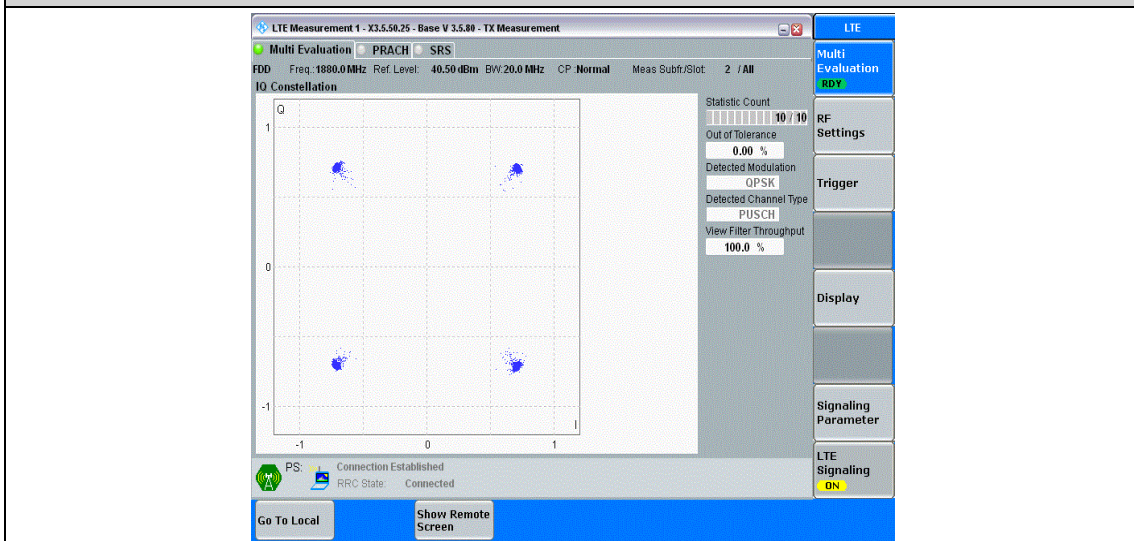 LTE Measurement 1 - X3.5.50.25 - Base V 3.5.80 - TX Measurement
LTE
Multi Evaluation PRACH SRS
FDD Freq.: 1880.0 MHz Ref. Level: 40.50 dBm BW: 20.0 MHz CP :Normal Meas Subfr./Slot: 2 / All
IQ Constellation
Q
1
0
-1
-1 0 1
I
Statistic Count
10 / 10
Out of Tolerance
0.00 %
Detected Modulation
QPSK
Detected Channel Type
PUSCH
View Filter Throughput
100.0 %
Multi
Evaluation
RDY
RF
Settings
Trigger
Display
Signaling
Parameter
LTE
Signaling
ON
PS: Connection Established
RRC State: Connected
Go To Local
Show Remote
Screen